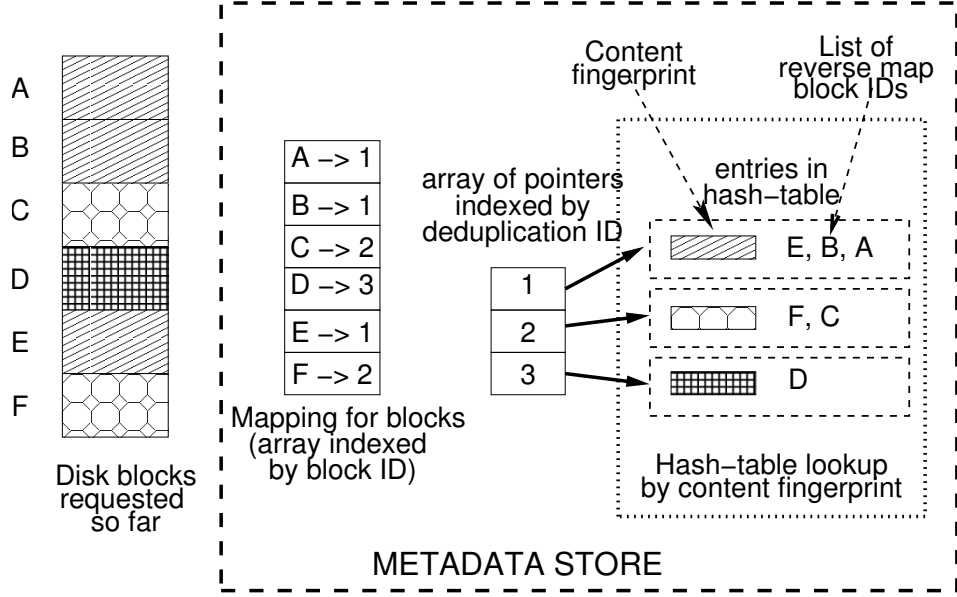 A
B
C
D
E
F
Disk blocks
requested
so far
A −> 1
B −> 1
C −> 2
D −> 3
E −> 1
F −> 2
Mapping for blocks
(array indexed
by block ID)
array of pointers
indexed by
deduplication ID
1
2
3
Content
fingerprint
List of
reverse map
block IDs
entries in
hash−table
E, B, A
F, C
D
Hash−table lookup
by content fingerprint
METADATA STORE